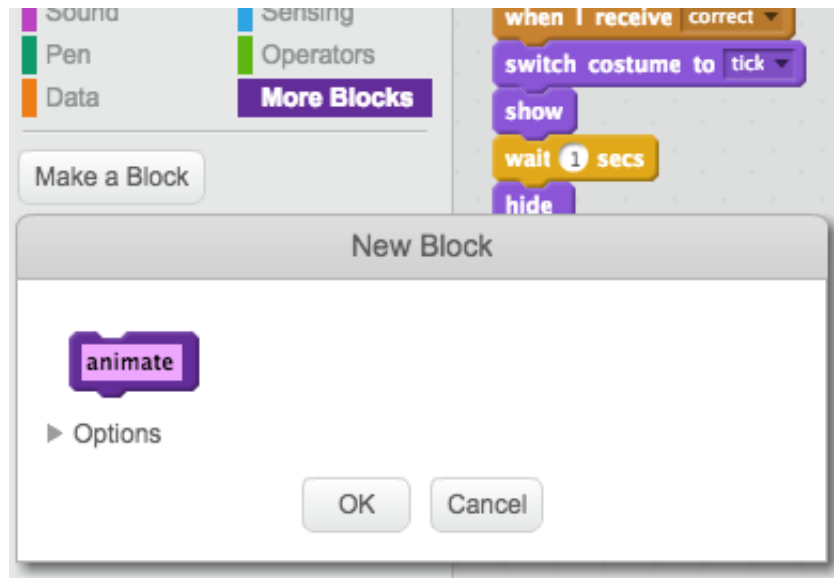 Sound
Sensing
Pen
Operators
Data
More Blocks
Make a Block
when I receive correct
switch costume to tick
show
wait 1 secs
hide
New Block
animate
Options
OK
Cancel